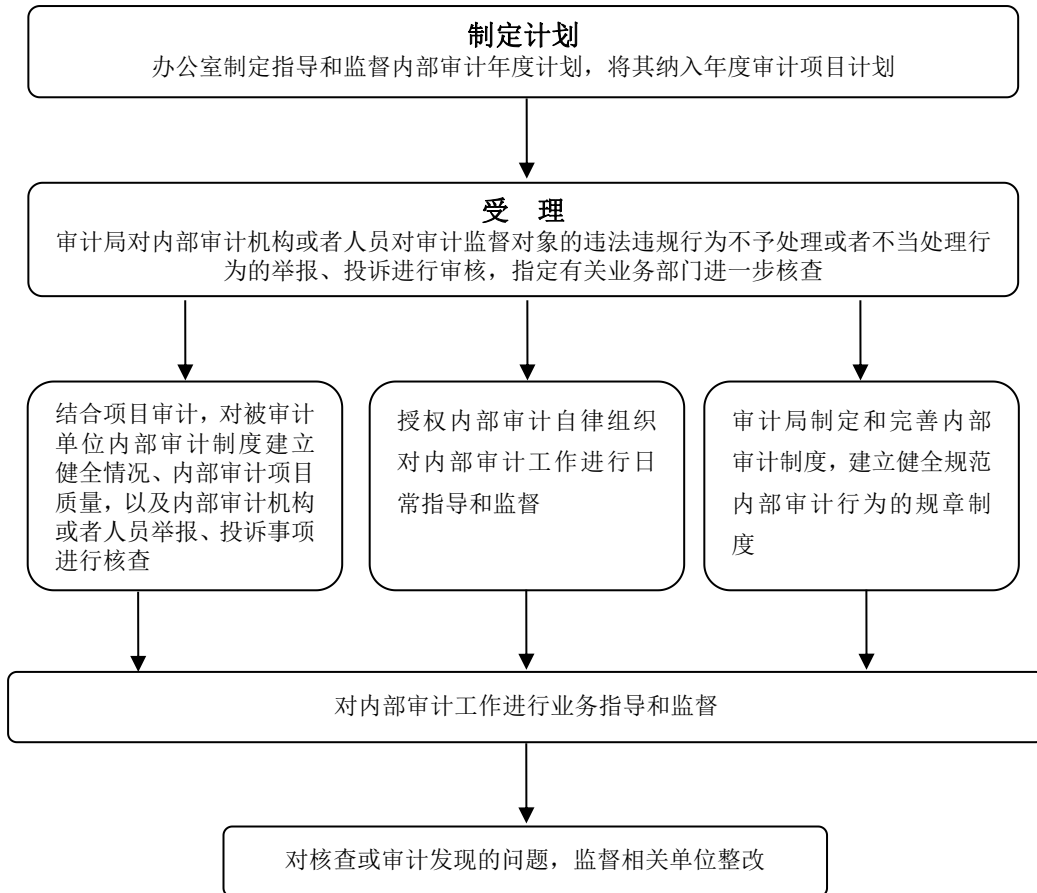 制定计划
办公室制定指导和监督内部审计年度计划，将其纳入年度审计项目计划
受 理
审计局对内部审计机构或者人员对审计监督对象的违法违规行为不予处理或者不当处理行
为的举报、投诉进行审核，指定有关业务部门进一步核查
结合项目审计，对被审计
单位内部审计制度建立
健全情况、内部审计项目
质量，以及内部审计机构
或者人员举报、投诉事项
进行核查
授权内部审计自律组织
对内部审计工作进行日
常指导和监督
审计局制定和完善内部
审计制度，建立健全规范
内部审计行为的规章制
度
对内部审计工作进行业务指导和监督
对核查或审计发现的问题，监督相关单位整改